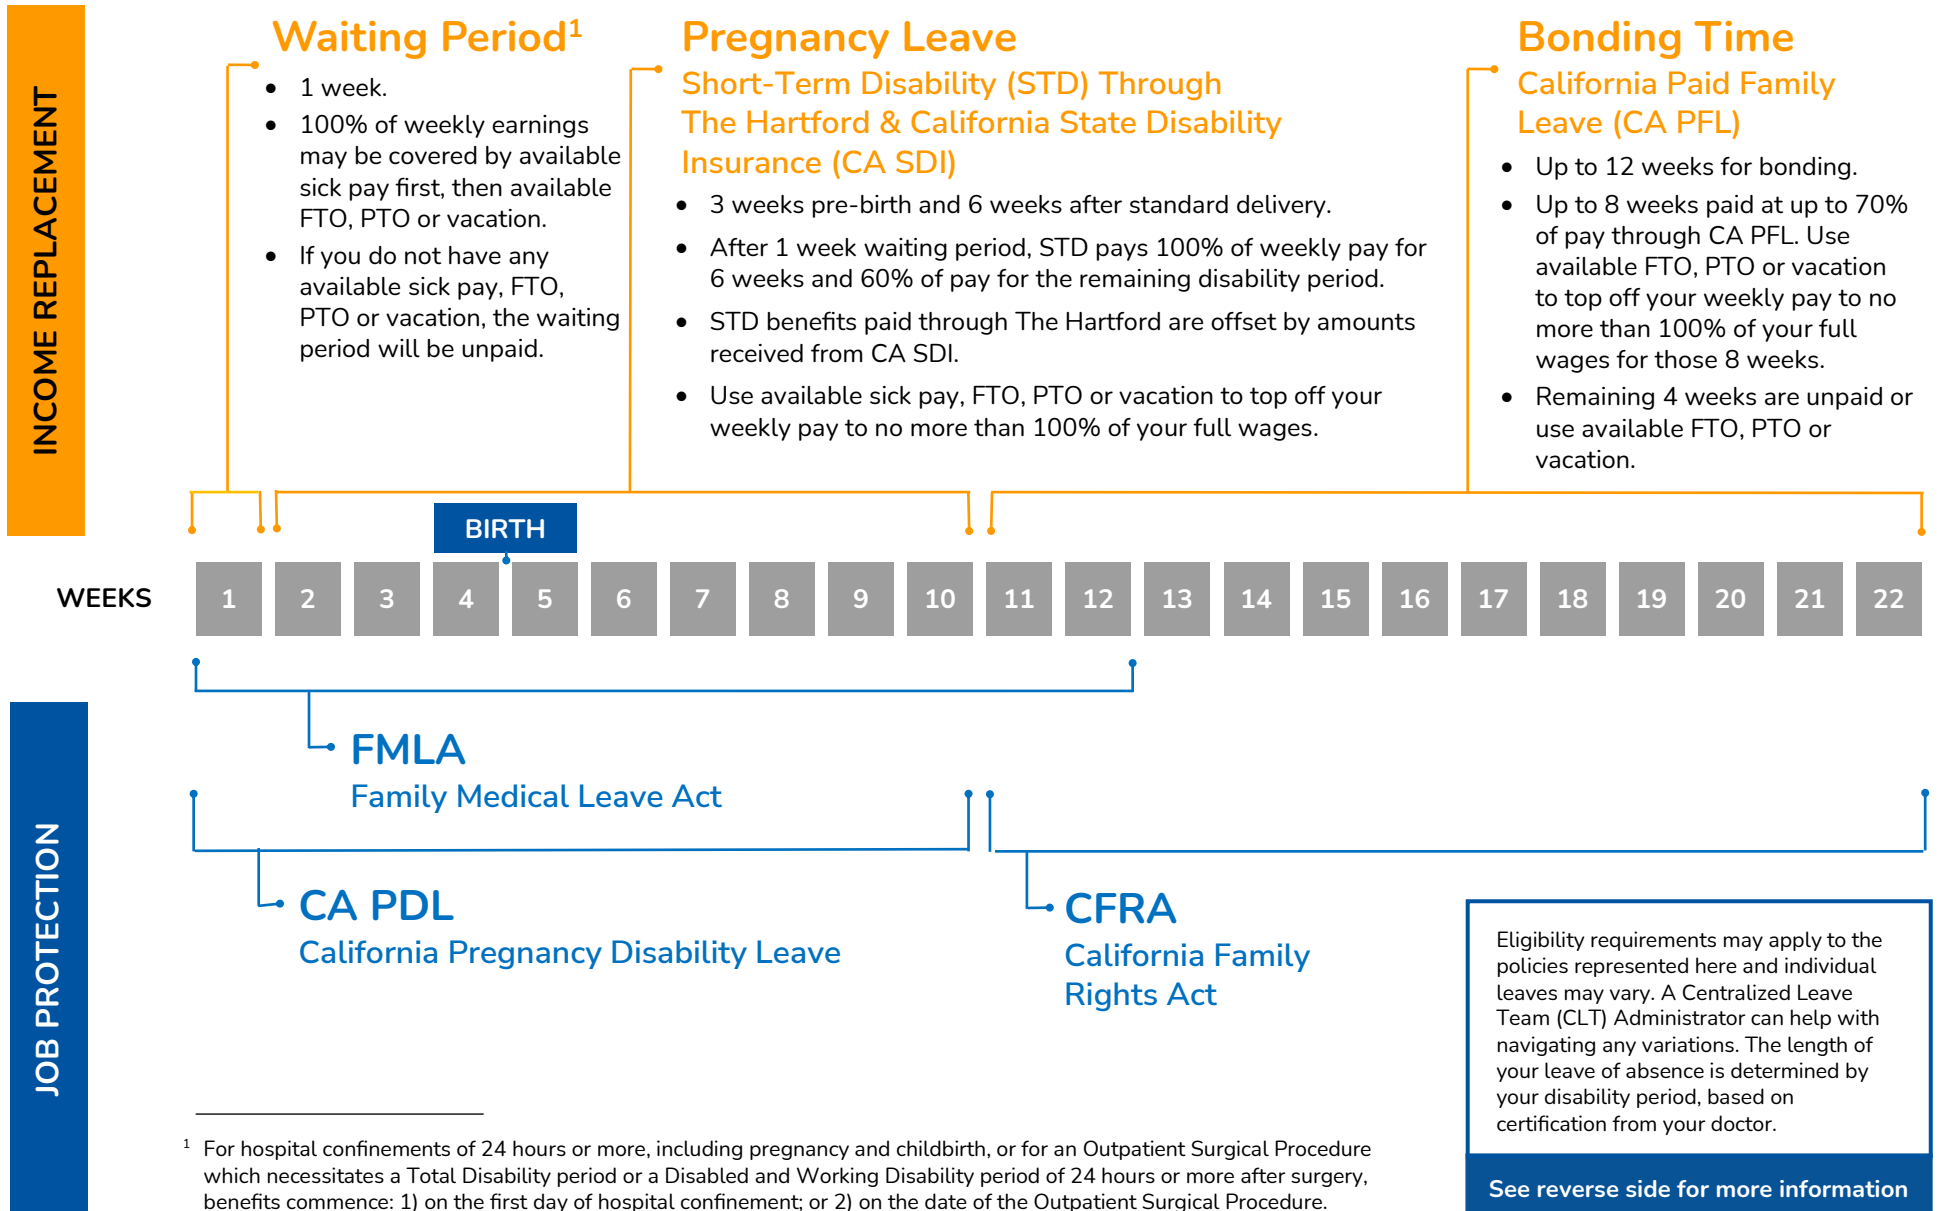 INCOME REPLACEMENT
Waiting Period¹
• 1 week.
• 100% of weekly earnings
may be covered by available
sick pay first, then available
FTO, PTO or vacation.
• If you do not have any
available sick pay, FTO,
PTO or vacation, the waiting
period will be unpaid.
Pregnancy Leave
Short-Term Disability (STD) Through
The Hartford & California State Disability
Insurance (CA SDI)
• 3 weeks pre-birth and 6 weeks after standard delivery.
• After 1 week waiting period, STD pays 100% of weekly pay for
6 weeks and 60% of pay for the remaining disability period.
• STD benefits paid through The Hartford are offset by amounts
received from CA SDI.
• Use available sick pay, FTO, PTO or vacation to top off your
weekly pay to no more than 100% of your full wages.
Bonding Time
California Paid Family
Leave (CA PFL)
• Up to 12 weeks for bonding.
• Up to 8 weeks paid at up to 70%
of pay through CA PFL. Use
available FTO, PTO or vacation
to top off your weekly pay to no
more than 100% of your full
wages for those 8 weeks.
• Remaining 4 weeks are unpaid or
use available FTO, PTO or
vacation.
BIRTH
WEEKS 1 2 3 4 5 6 7 8 9 10 11 12 13 14 15 16 17 18 19 20 21 22
JOB PROTECTION
FMLA
Family Medical Leave Act
CA PDL
California Pregnancy Disability Leave
CFRA
California Family
Rights Act
Eligibility requirements may apply to the
policies represented here and individual
leaves may vary. A Centralized Leave
Team (CLT) Administrator can help with
navigating any variations. The length of
your leave of absence is determined by
your disability period, based on
certification from your doctor.
See reverse side for more information
¹ For hospital confinements of 24 hours or more, including pregnancy and childbirth, or for an Outpatient Surgical Procedure
which necessitates a Total Disability period or a Disabled and Working Disability period of 24 hours or more after surgery,
benefits commence: 1) on the first day of hospital confinement; or 2) on the date of the Outpatient Surgical Procedure.